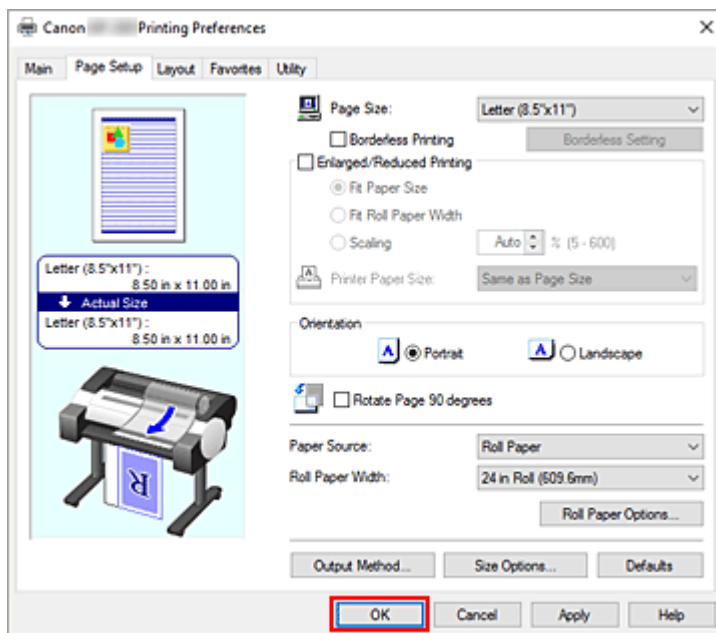 Canon Printing Preferences
Main Page Setup Layout Favorites Utility
Page Size: Letter (8.5"x11")
Borderless Printing Borderless Setting
Enlarged/Reduced Printing
Fit Paper Size
Fit Roll Paper Width
Scaling Auto % (5 - 600)
Printer Paper Size: Same as Page Size
Letter (8.5"x11") :
8.50 in x 11.00 in
Actual Size
Letter (8.5"x11") :
8.50 in x 11.00 in
Orientation
A Portrait A Landscape
Rotate Page 90 degrees
R
Paper Source: Roll Paper
Roll Paper Width: 24 in Roll (609.6mm)
Roll Paper Options...
Output Method... Size Options... Defaults
OK Cancel Apply Help